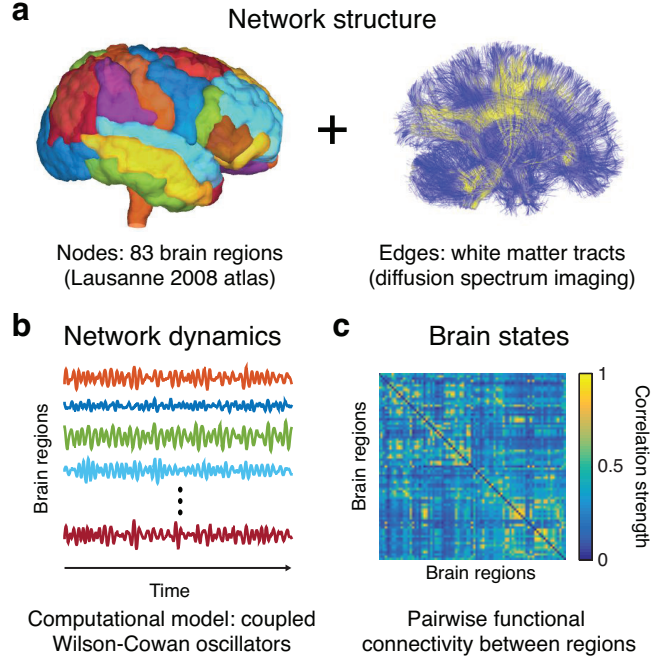 a
Network structure
+
Nodes: 83 brain regions
(Lausanne 2008 atlas)
Edges: white matter tracts
(diffusion spectrum imaging)
b
Network dynamics
Brain regions
Time
Computational model: coupled
Wilson-Cowan oscillators
c
Brain states
Brain regions
Brain regions
1
0.5
0
Correlation strength
Pairwise functional
connectivity between regions